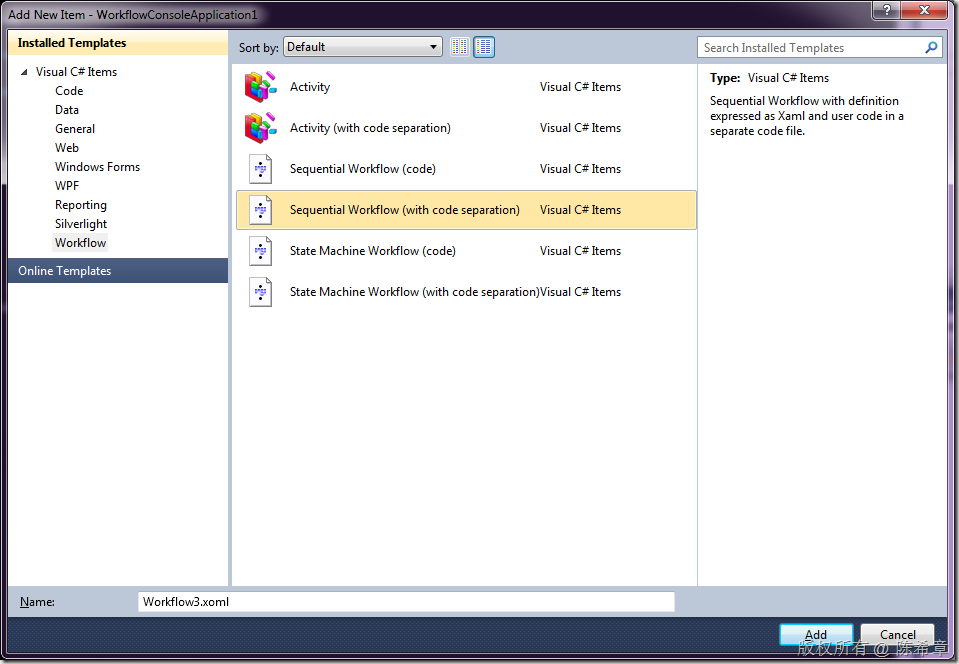 Add New Item - WorkflowConsoleApplication1
Installed Templates
Visual C# Items
Code
Data
General
Web
Windows Forms
WPF
Reporting
Silverlight
Workflow
Online Templates
Sort by: Default
Activity Visual C# Items
Activity (with code separation) Visual C# Items
Sequential Workflow (code) Visual C# Items
Sequential Workflow (with code separation) Visual C# Items
State Machine Workflow (code) Visual C# Items
State Machine Workflow (with code separation)Visual C# Items
Search Installed Templates
Type: Visual C# Items
Sequential Workflow with definition
expressed as Xaml and user code in a
separate code file.
Name: Workflow3.xoml
Add Cancel
版权所有 @ 陈希章